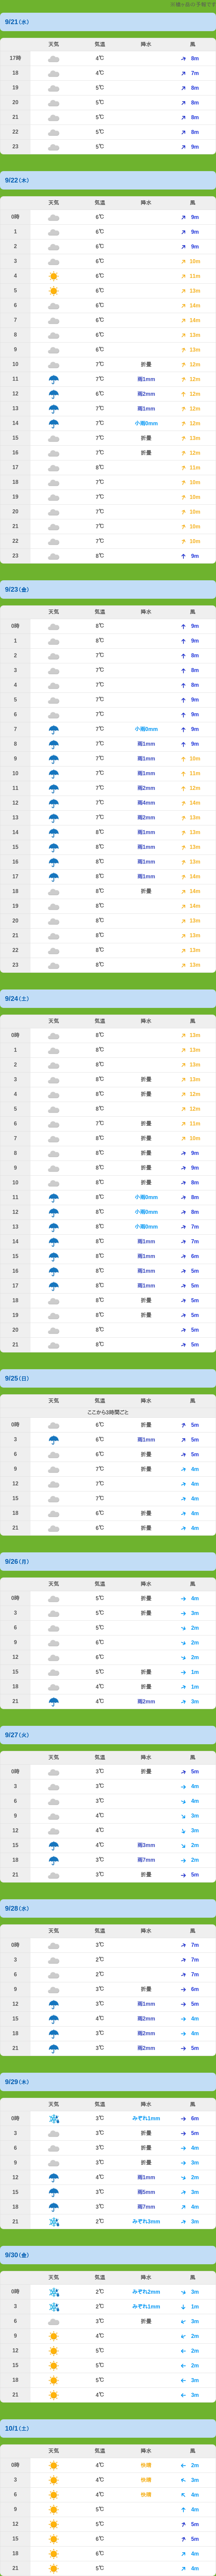 9/21(水)
天気 気温 降水 風
17時 4℃ 8m
18 4℃ 7m
19 5℃ 8m
20 5℃ 8m
21 5℃ 8m
22 5℃ 8m
23 5℃ 9m
9/22(木)
天気 気温 降水 風
0時 6℃ 9m
1 6℃ 9m
2 6℃ 9m
3 6℃ 10m
4 6℃ 11m
5 6℃ 13m
6 6℃ 14m
7 6℃ 14m
8 6℃ 13m
9 6℃ 12m
10 7℃ 折畳 12m
11 7℃ 雨1mm 12m
12 6℃ 雨2mm 12m
13 7℃ 雨1mm 12m
14 7℃ 小雨0mm 12m
15 7℃ 折畳 13m
16 7℃ 折畳 12m
17 8℃ 11m
18 7℃ 10m
19 7℃ 10m
20 7℃ 10m
21 7℃ 10m
22 7℃ 10m
23 8℃ 9m
9/23(金)
天気 気温 降水 風
0時 8℃ 9m
1 8℃ 9m
2 7℃ 8m
3 7℃ 8m
4 7℃ 8m
5 7℃ 9m
6 7℃ 9m
7 7℃ 小雨0mm 9m
8 7℃ 雨1mm 9m
9 7℃ 雨1mm 10m
10 7℃ 雨1mm 11m
11 7℃ 雨2mm 12m
12 7℃ 雨4mm 14m
13 7℃ 雨2mm 13m
14 8℃ 雨1mm 13m
15 8℃ 雨1mm 13m
16 8℃ 雨1mm 13m
17 8℃ 雨1mm 14m
18 8℃ 折畳 14m
19 8℃ 14m
20 8℃ 13m
21 8℃ 13m
22 8℃ 13m
23 8℃ 13m
9/24(土)
天気 気温 降水 風
0時 8℃ 13m
1 8℃ 13m
2 8℃ 13m
3 8℃ 折畳 13m
4 8℃ 折畳 12m
5 8℃ 12m
6 7℃ 折畳 11m
7 8℃ 折畳 10m
8 8℃ 折畳 9m
9 8℃ 折畳 9m
10 8℃ 折畳 8m
11 8℃ 小雨0mm 8m
12 8℃ 小雨0mm 8m
13 8℃ 小雨0mm 7m
14 8℃ 雨1mm 7m
15 8℃ 雨1mm 6m
16 8℃ 雨1mm 5m
17 8℃ 雨1mm 5m
18 8℃ 折畳 5m
19 8℃ 折畳 5m
20 8℃ 5m
21 8℃ 5m
9/25(日)
天気 気温 降水 風
ここから3時間ごと
0時 6℃ 折畳 5m
3 6℃ 雨1mm 5m
6 6℃ 折畳 5m
9 7℃ 折畳 4m
12 7℃ 4m
15 7℃ 4m
18 6℃ 折畳 4m
21 6℃ 折畳 4m
9/26(月)
天気 気温 降水 風
0時 5℃ 折畳 4m
3 5℃ 折畳 3m
6 5℃ 2m
9 6℃ 2m
12 6℃ 2m
15 5℃ 折畳 1m
18 4℃ 折畳 1m
21 4℃ 雨2mm 3m
9/27(火)
天気 気温 降水 風
0時 3℃ 折畳 5m
3 3℃ 4m
6 3℃ 4m
9 4℃ 3m
12 4℃ 3m
15 4℃ 雨3mm 2m
18 3℃ 雨7mm 2m
21 3℃ 折畳 5m
9/28(水)
天気 気温 降水 風
0時 3℃ 7m
3 2℃ 7m
6 2℃ 7m
9 3℃ 折畳 6m
12 3℃ 雨1mm 5m
15 4℃ 雨2mm 4m
18 3℃ 雨2mm 4m
21 3℃ 雨2mm 5m
9/29(木)
天気 気温 降水 風
0時 3℃ みぞれ1mm 6m
3 3℃ 折畳 5m
6 3℃ 折畳 4m
9 3℃ 折畳 3m
12 4℃ 雨1mm 2m
15 3℃ 雨5mm 3m
18 3℃ 雨7mm 4m
21 2℃ みぞれ3mm 3m
9/30(金)
天気 気温 降水 風
0時 2℃ みぞれ2mm 3m
3 2℃ みぞれ1mm 1m
6 3℃ 折畳 3m
9 4℃ 2m
12 5℃ 2m
15 5℃ 2m
18 5℃ 3m
21 4℃ 3m
10/1(土)
天気 気温 降水 風
0時 4℃ 快晴 2m
3 4℃ 快晴 3m
6 4℃ 快晴 4m
9 5℃ 4m
12 5℃ 5m
15 6℃ 5m
18 6℃ 4m
21 5℃ 4m